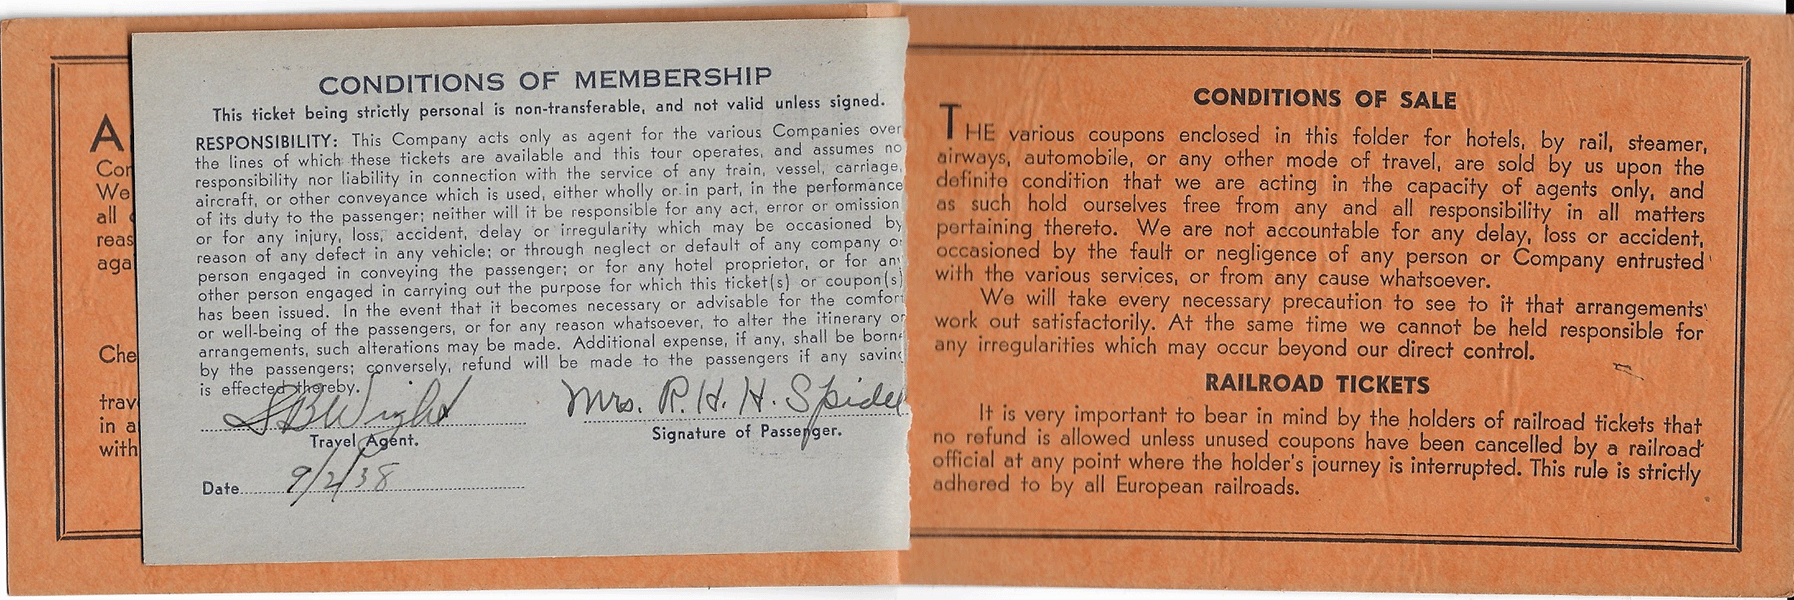 A
Con
We
all
reas
aga
Che
trav
in a
with
CONDITIONS OF MEMBERSHIP
This ticket being strictly personal is non-transferable, and not valid unless signed.
RESPONSIBILITY: This Company acts only as agent for the various Companies over
the lines of which these tickets are available and this tour operates, and assumes no
responsibility nor liability in connection with the service of any train, vessel, carriage,
aircraft, or other conveyance which is used, either wholly or in part, in the performance
of its duty to the passenger; neither will it be responsible for any act, error or omission
or for any injury, loss, accident, delay or irregularity which may be occasioned by
reason of any defect in any vehicle; or through neglect or default of any company o
person engaged in conveying the passenger; or for any hotel proprietor, or for any
other person engaged in carrying out the purpose for which this ticket(s) or coupon(s)
has been issued. In the event that it becomes necessary or advisable for the comfor
or well-being of the passengers, or for any reason whatsoever, to alter the itinerary or
arrangements, such alterations may be made. Additional expense, if any, shall be born
by the passengers; conversely, refund will be made to the passengers if any saving
is effected thereby.
S B Wright Mrs. R. H. H. Spidel
Travel Agent. Signature of Passenger.
Date 9/2/38
CONDITIONS OF SALE
THE various coupons enclosed in this folder for hotels, by rail, steamer,
airways, automobile, or any other mode of travel, are sold by us upon the
definite condition that we are acting in the capacity of agents only, and
as such hold ourselves free from any and all responsibility in all matters
pertaining thereto. We are not accountable for any delay, loss or accident,
occasioned by the fault or negligence of any person or Company entrusted
with the various services, or from any cause whatsoever.
We will take every necessary precaution to see to it that arrangements
work out satisfactorily. At the same time we cannot be held responsible for
any irregularities which may occur beyond our direct control.
RAILROAD TICKETS
It is very important to bear in mind by the holders of railroad tickets that
no refund is allowed unless unused coupons have been cancelled by a railroad
official at any point where the holder's journey is interrupted. This rule is strictly
adhered to by all European railroads.